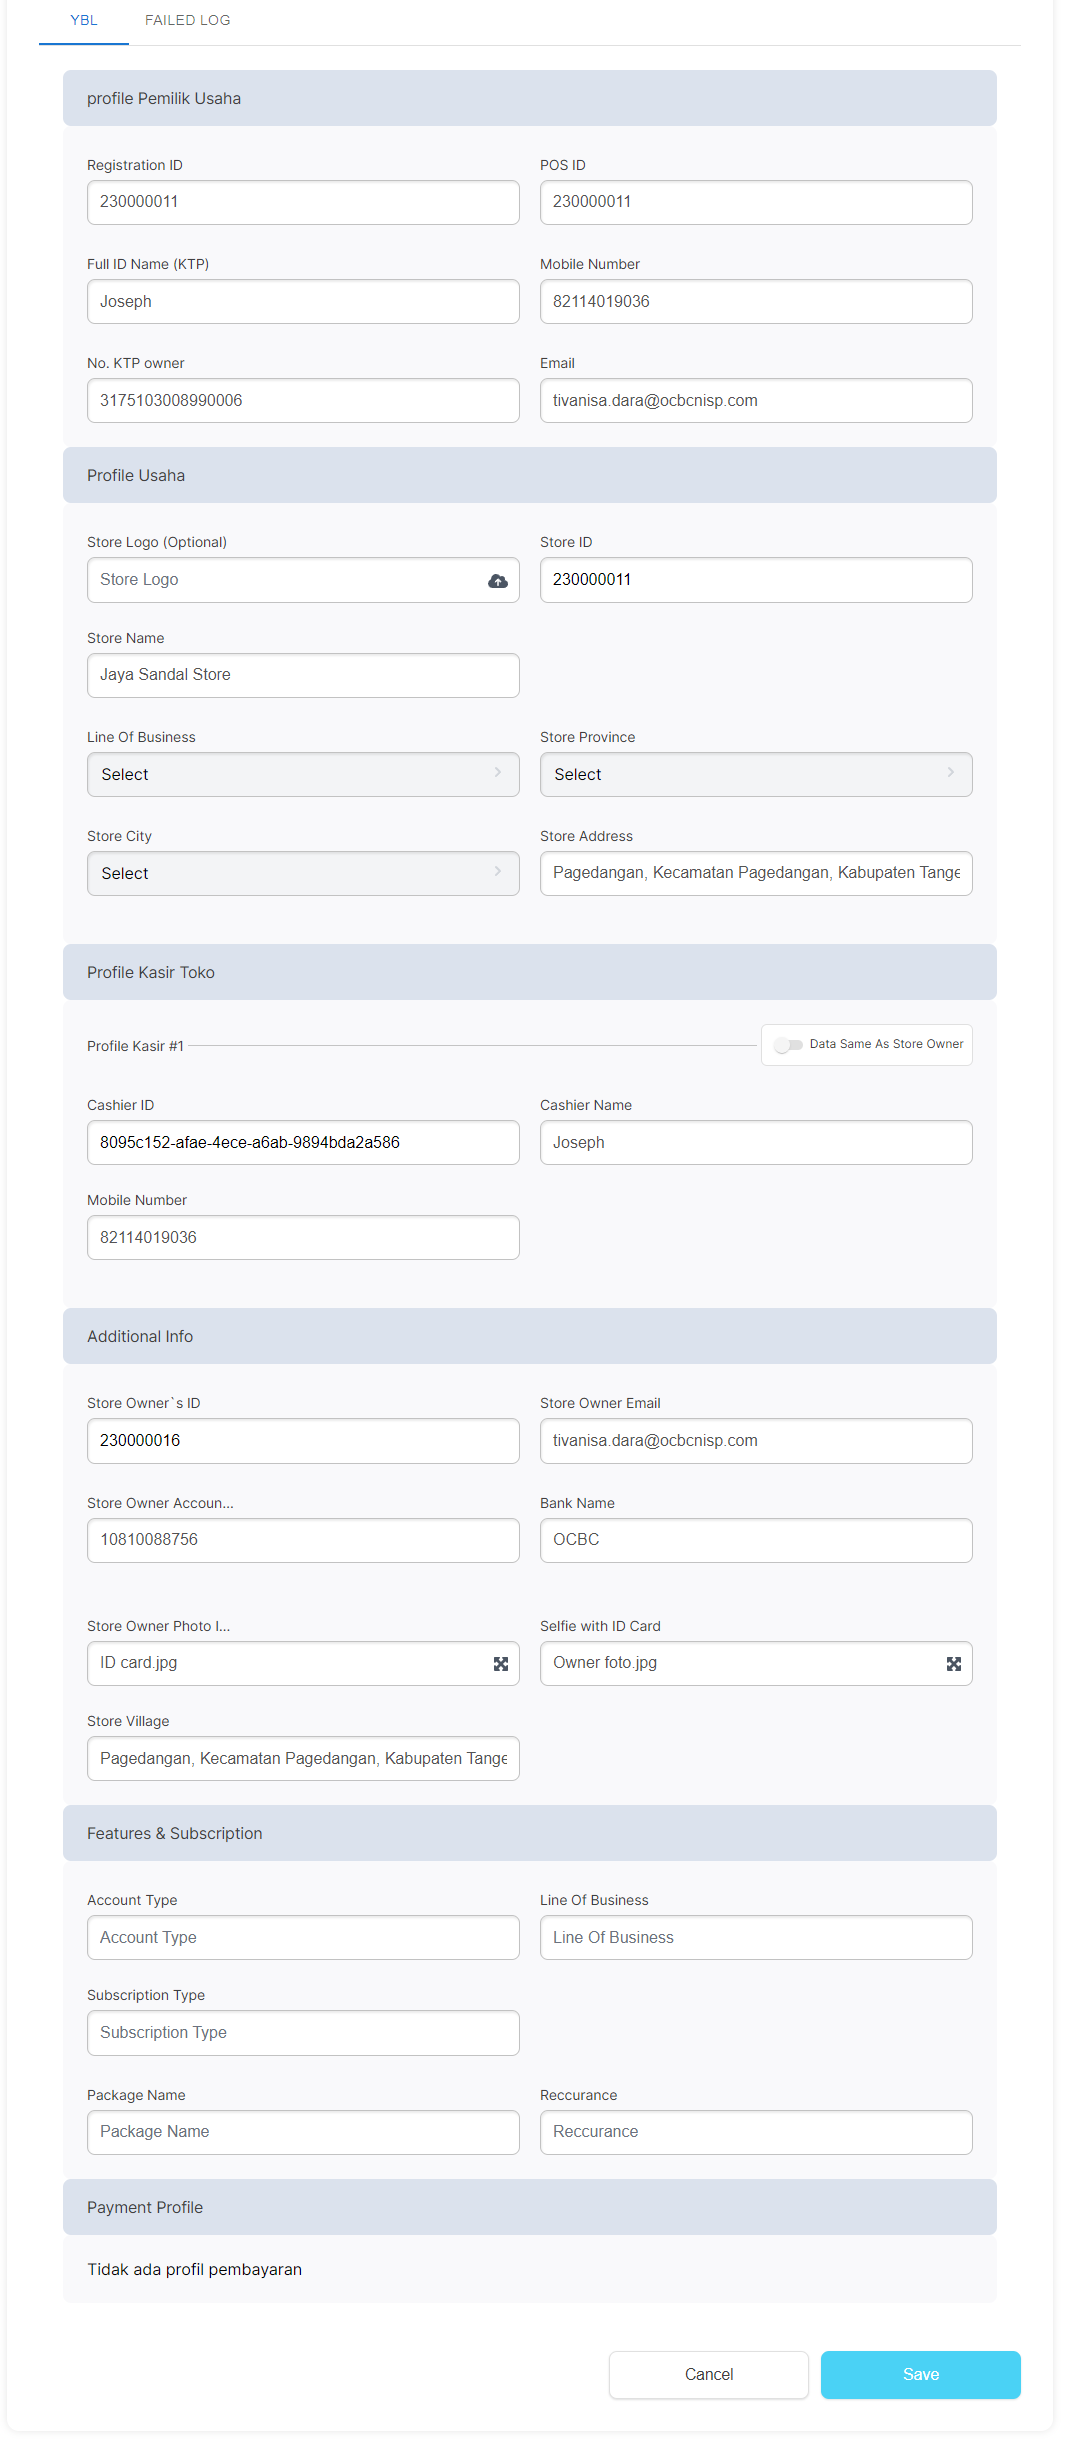 YBL
FAILED LOG
profile Pemilik Usaha
Registration ID
POS ID
230000011
230000011
Full ID Name (KTP)
Mobile Number
Joseph
82114019036
No. KTP owner
Email
3175103008990006
tivanisa.dara@ocbcnisp.com
Profile Usaha
Store Logo (Optional)
Store ID
Store Logo
230000011
Store Name
Jaya Sandal Store
Line Of Business
Store Province
Select
Select
Store City
Store Address
Select
Pagedangan, Kecamatan Pagedangan, Kabupaten Tange
Profile Kasir Toko
Profile Kasir #1
Data Same As Store Owner
Cashier ID
Cashier Name
8095c152-afae-4ece-a6ab-9894bda2a586
Joseph
Mobile Number
82114019036
Additional Info
Store Owner`s ID
Store Owner Email
230000016
tivanisa.dara@ocbcnisp.com
Store Owner Accoun...
Bank Name
10810088756
OCBC
Store Owner Photo I...
Selfie with ID Card
ID card.jpg
Owner foto.jpg
Store Village
Pagedangan, Kecamatan Pagedangan, Kabupaten Tange
Features & Subscription
Account Type
Line Of Business
Account Type
Line Of Business
Subscription Type
Subscription Type
Package Name
Reccurance
Package Name
Reccurance
Payment Profile
Tidak ada profil pembayaran
Cancel
Save